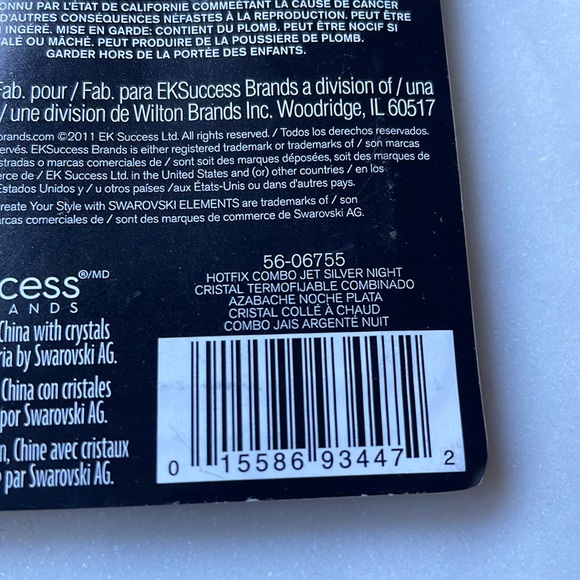 CONNU PAR L'ÉTAT DE CALIFORNIE COMME ÉTANT LA CAUSE DE CANCER
D'AUTRES CONSÉQUENCES NÉFASTES À LA REPRODUCTION. PEUT ÊTRE
INGÉRÉ. MISE EN GARDE: CONTIENT DU PLOMB. PEUT ÊTRE NOCIF SI
OU MÂCHÉ. PEUT PRODUIRE DE LA POUSSIÈRE DE PLOMB.
GARDER HORS DE LA PORTÉE DES ENFANTS.
Fab. pour / Fab. para EKSuccess Brands a division of / una
/ une division de Wilton Brands Inc. Woodridge, IL 60517
brands.com ©2011 EK Success Ltd. All rights reserved. / Todos los derechos reservados.
EKSuccess Brands is either registered trademark or trademarks of / son marcas
o marcas comerciales de / sont soit des marques déposées, soit des marques de
de / EK Success Ltd. in the United States and (or) other countries / en los
Estados Unidos y / u otros países /aux États-Unis ou dans d'autres pays.
Create Your Style with SWAROVSKI ELEMENTS are trademarks of / son
marcas comerciales de / sont des marques de commerce de Swarovski AG.
cess®/MD
ANDS
China with crystals
ria by Swarovski AG.
China con cristales
por Swarovski AG.
n, Chine avec cristaux
e par Swarovski AG.
56-06755
HOTFIX COMBO JET SILVER NIGHT
CRISTAL TERMOFIJABLE COMBINADO
AZABACHE NOCHE PLATA
CRISTAL COLLÉ À CHAUD
COMBO JAIS ARGENTÉ NUIT
0 15586 93447 2